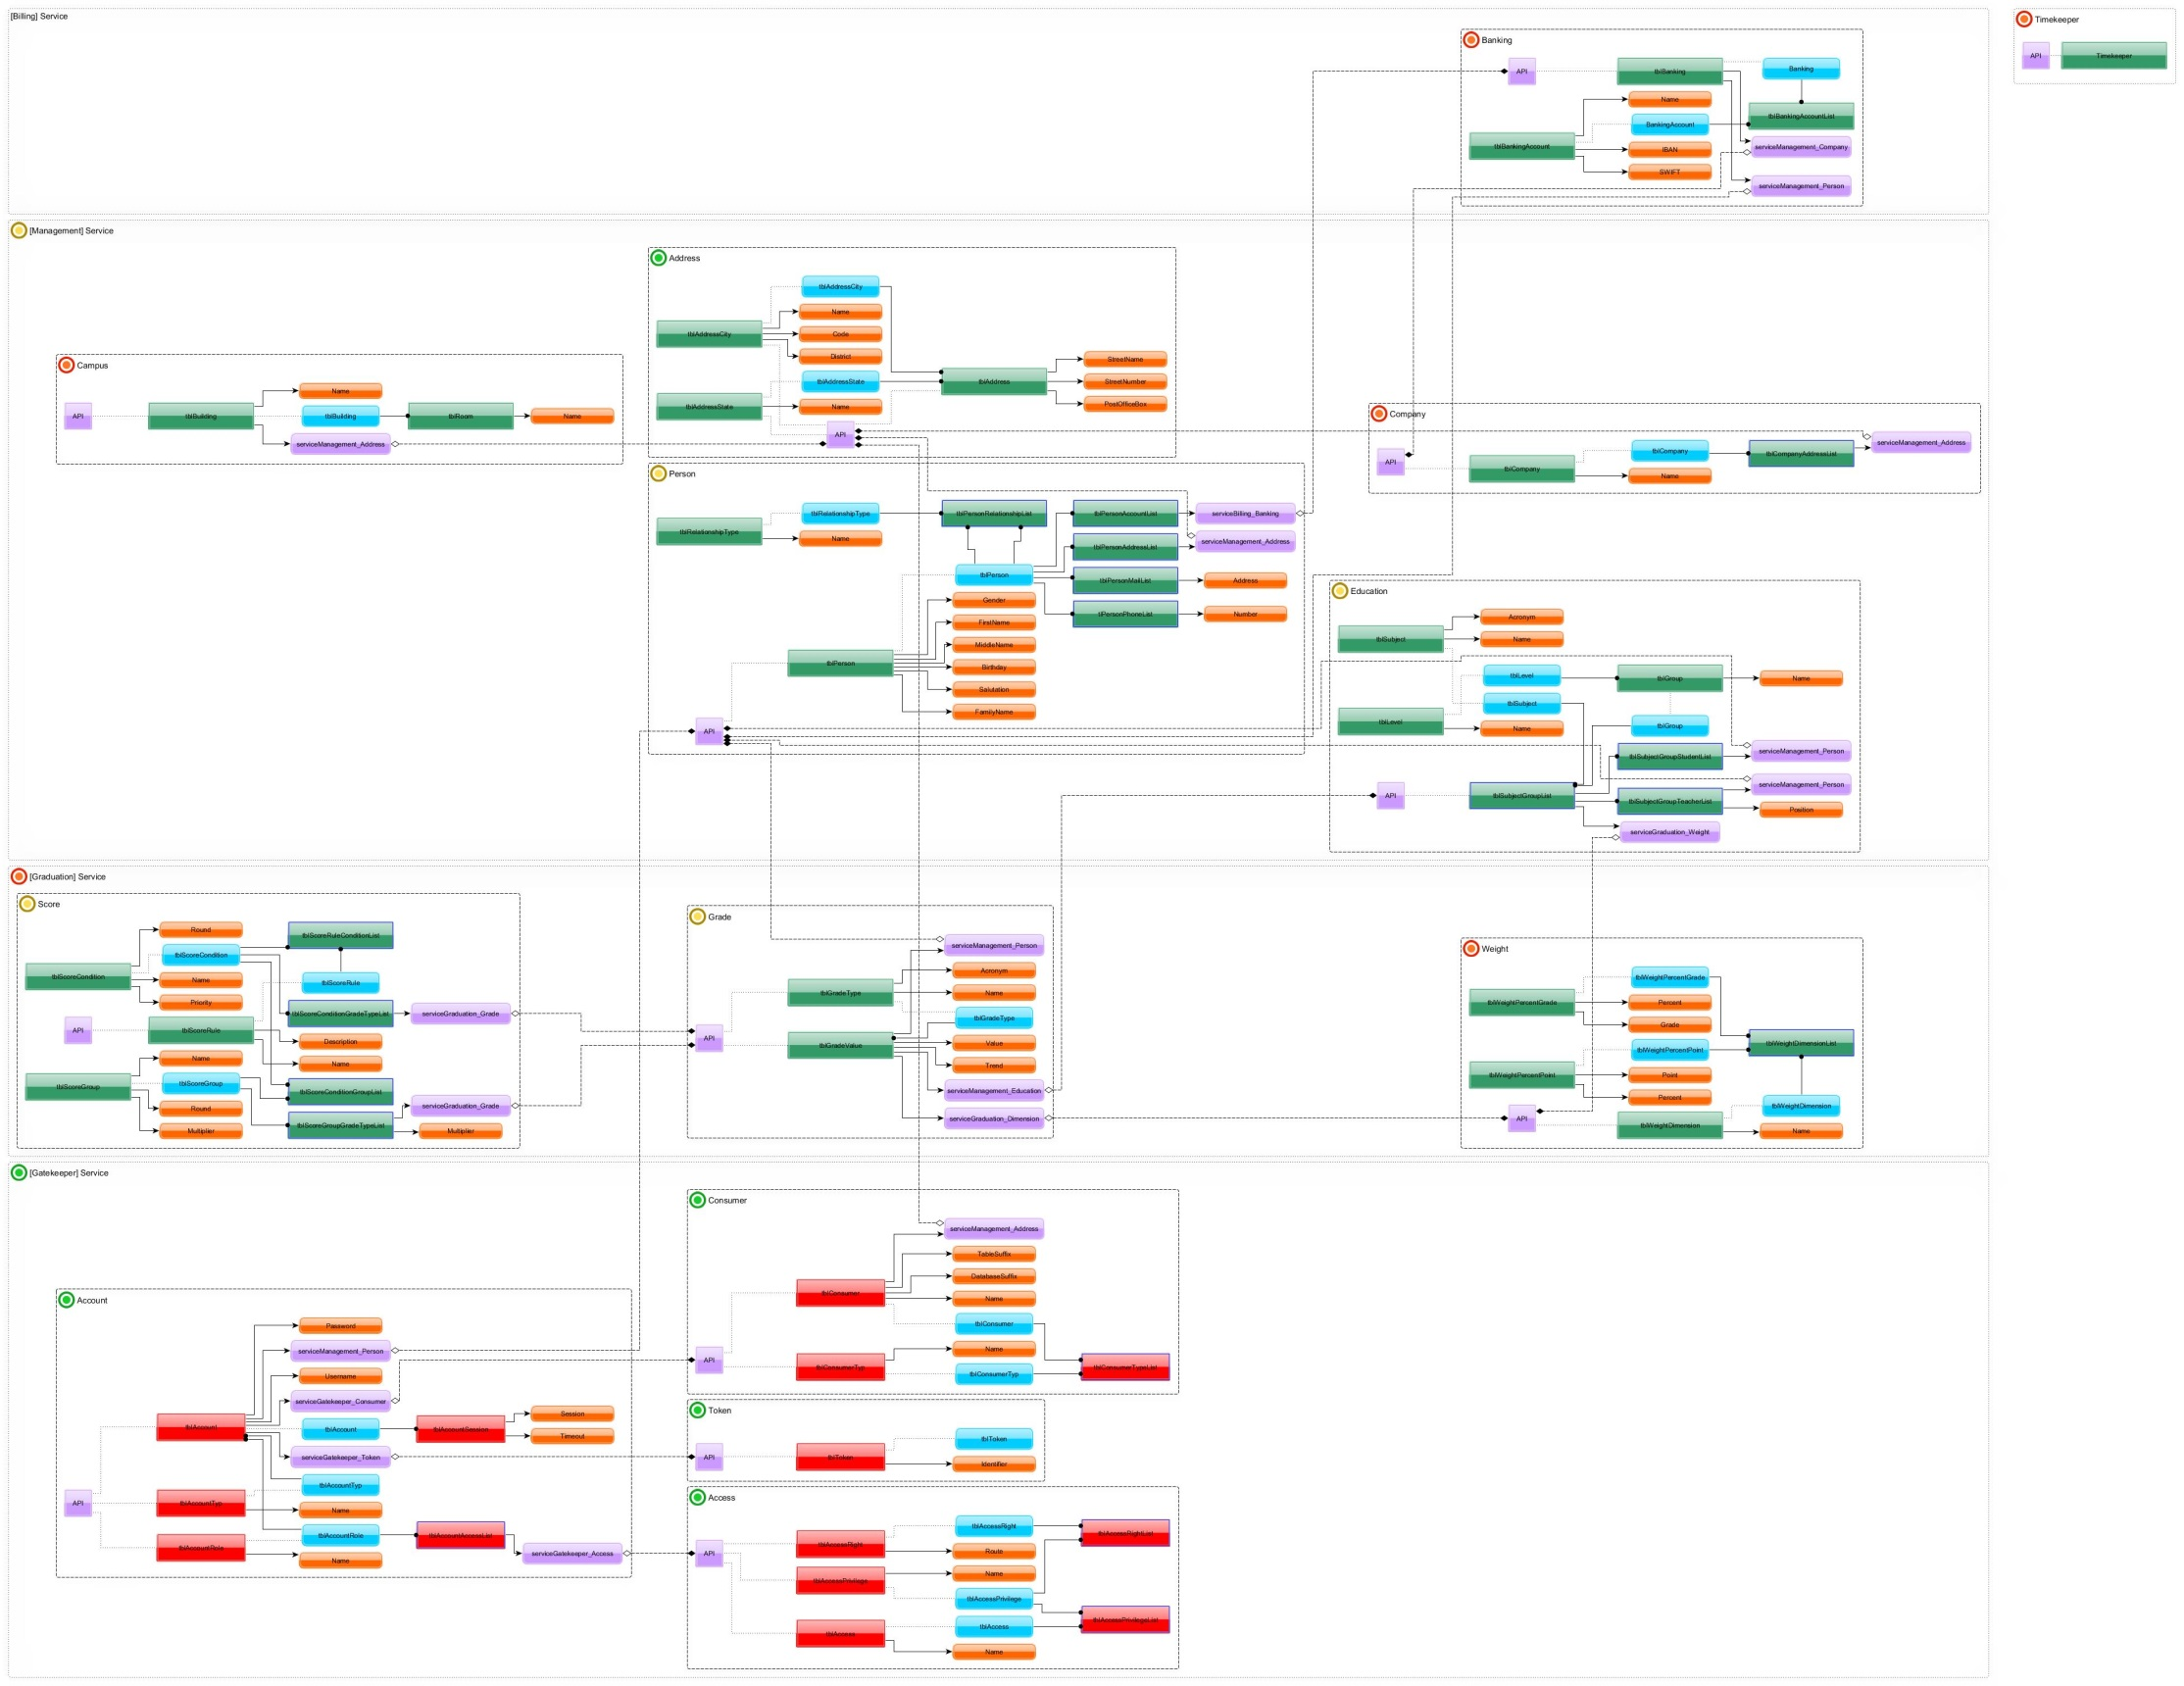 [Billing] Service
Banking
API
tblBanking
Banking
Name
tblBankingAccountList
BankingAccount
tblBankingAccount
IBAN
serviceManagement_Company
SWIFT
serviceManagement_Person
Timekeeper
API
Timekeeper
[Management] Service
Campus
Name
API
tblBuilding
tblBuilding
tblRoom
Name
serviceManagement_Address
Address
tblAddressCity
Name
tblAddressCity
Code
District
StreetName
tblAddressState
tblAddress
StreetNumber
tblAddressState
Name
PostOfficeBox
API
Company
serviceManagement_Address
API
tblCompany
tblCompanyAddressList
tblCompany
Name
Person
tblRelationshipType
tblPersonRelationshipList
tblPersonAccountList
serviceBilling_Banking
tblRelationshipType
Name
tblPersonAddressList
serviceManagement_Address
tblPerson
tblPersonMailList
Address
Gender
tlPersonPhoneList
Number
FirstName
MiddleName
tblPerson
Birthday
Salutation
FamilyName
API
Education
Acronym
tblSubject
Name
tblLevel
tblGroup
Name
tblSubject
tblLevel
Name
tblGroup
tblSubjectGroupStudentList
serviceManagement_Person
serviceManagement_Person
API
tblSubjectGroupList
tblSubjectGroupTeacherList
Position
serviceGraduation_Weight
[Graduation] Service
Score
Round
tblScoreRuleConditionList
tblScoreCondition
tblScoreCondition
Name
tblScoreRule
Priority
tblScoreConditionGradeTypeList
serviceGraduation_Grade
API
tblScoreRule
Description
Name
Name
tblScoreGroup
tblScoreGroup
tblScoreConditionGroupList
Round
serviceGraduation_Grade
Multiplier
tblScoreGroupGradeTypeList
Multiplier
Grade
serviceManagement_Person
Acronym
tblGradeType
Name
tblGradeType
API
tblGradeValue
Value
Trend
serviceManagement_Education
serviceGraduation_Dimension
Weight
tblWeightPercentGrade
tblWeightPercentGrade
Percent
Grade
tblWeightPercentPoint
tblWeightDimensionList
tblWeightPercentPoint
Point
Percent
tblWeightDimension
API
tblWeightDimension
Name
[Gatekeeper] Service
Consumer
serviceManagement_Address
TableSuffix
DatabaseSuffix
tblConsumer
Name
tblConsumer
Name
API
tblConsumerTyp
tblConsumerTypeList
tblConsumerTyp
Account
Password
serviceManagement_Person
Username
serviceGatekeeper_Consumer
Session
tblAccount
tblAccount
tblAccountSession
Timeout
serviceGatekeeper_Token
tblAccountTyp
API
tblAccountTyp
Name
tblAccountRole
tblAccountAccessList
tblAccountRole
Name
serviceGatekeeper_Access
Token
tblToken
API
tblToken
Identifier
Access
tblAccessRight
tblAccessRightList
tblAccessRight
Route
API
Name
tblAccessPrivilege
tblAccessPrivilege
tblAccessPrivilegeList
tblAccess
tblAccess
Name